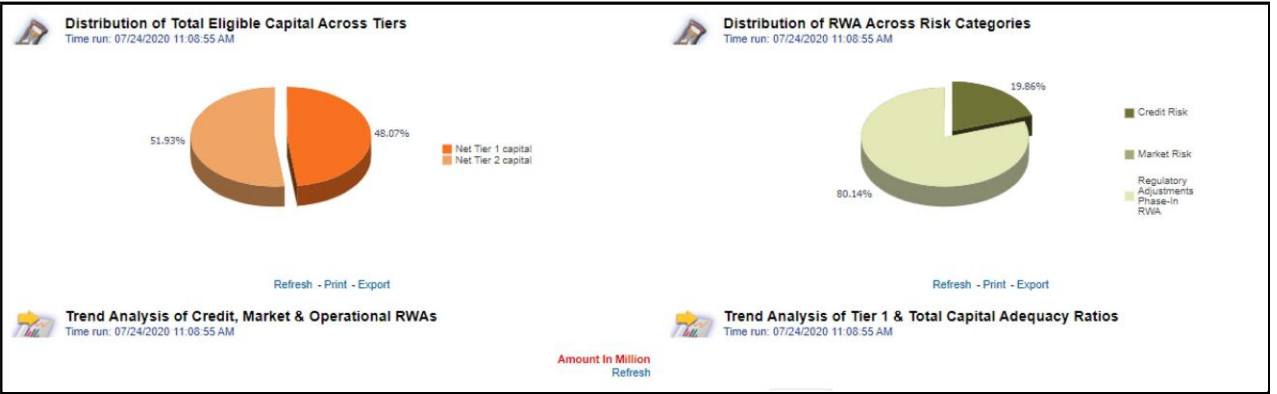 Distribution of Total Eligible Capital Across Tiers
Time run: 07/24/2020 11:08:55 AM
51.93%
48.07%
Net Tier 1 capital
Net Tier 2 capital
Refresh - Print - Export
Distribution of RWA Across Risk Categories
Time run: 07/24/2020 11:08:55 AM
19.86%
80.14%
Credit Risk
Market Risk
Regulatory
Adjustments
Phase-In
RWA
Refresh - Print - Export
Trend Analysis of Credit, Market & Operational RWAs
Time run: 07/24/2020 11:08:55 AM
Amount In Million
Refresh
Trend Analysis of Tier 1 & Total Capital Adequacy Ratios
Time run: 07/24/2020 11:08:55 AM